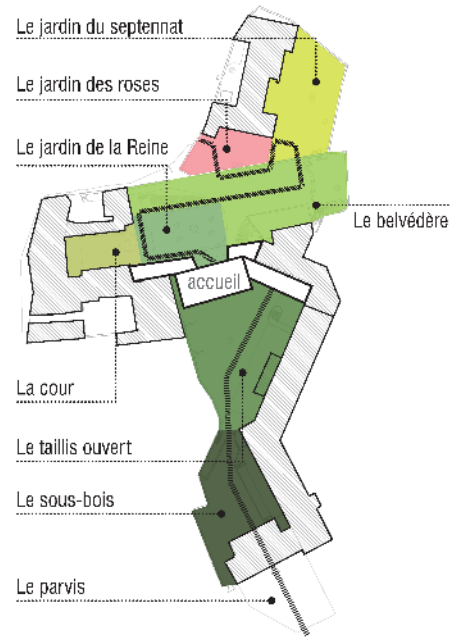 Le jardin du septennat
Le jardin des roses
Le jardin de la Reine
Le belvédère
accueil
La cour
Le taillis ouvert
Le sous-bois
Le parvis